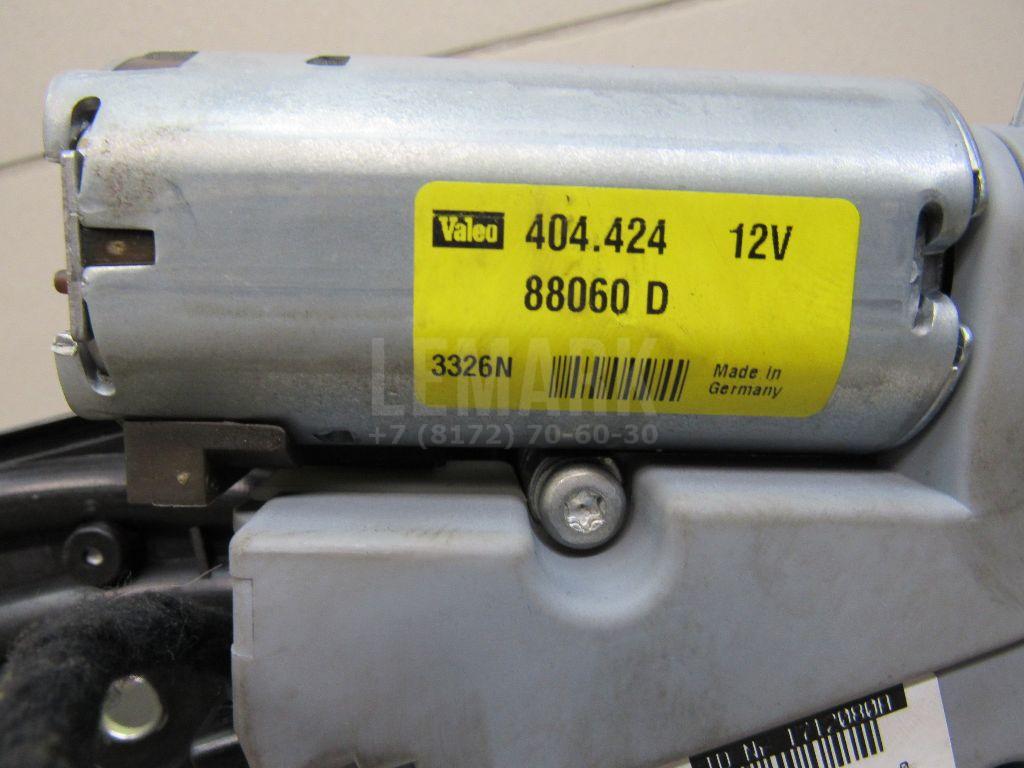 Valeo 404.424 12V
88060 D
3326N Made in
Germany
LEMARK
+7 (8172) 70-60-30